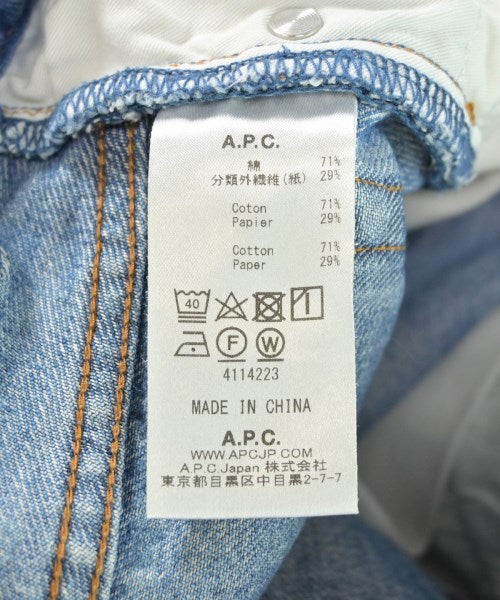 A.P.C.
綿 71%
分類外繊維(紙) 29%
Coton 71%
Papier 29%
Cotton 71%
Paper 29%
40
F W
4114223
MADE IN CHINA
A.P.C.
WWW.APCJP.COM
A.P.C.Japan 株式会社
東京都目黒区中目黒2-7-7